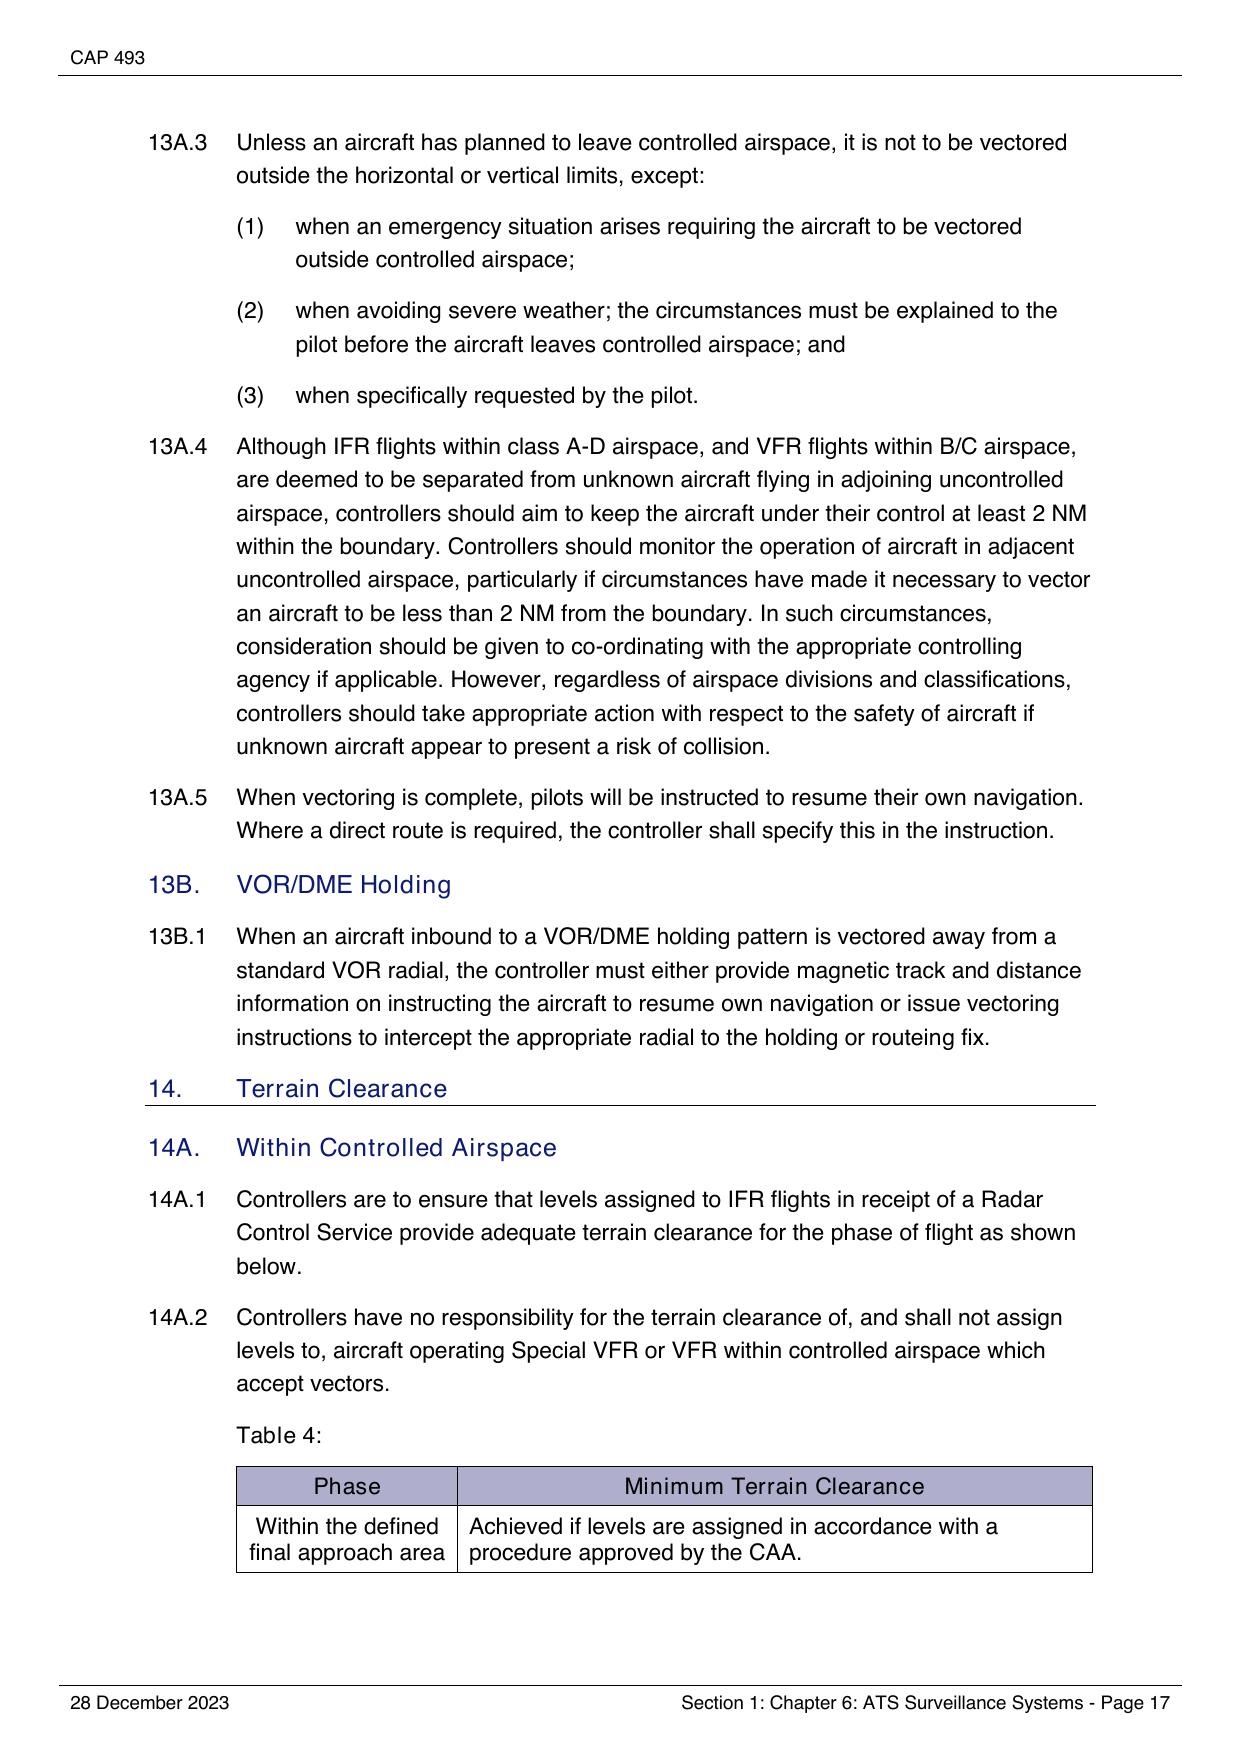 CAP 493
13A.3 Unless an aircraft has planned to leave controlled airspace, it is not to be vectored
outside the horizontal or vertical limits, except:
(1) when an emergency situation arises requiring the aircraft to be vectored
outside controlled airspace;
(2) when avoiding severe weather; the circumstances must be explained to the
pilot before the aircraft leaves controlled airspace; and
(3) when specifically requested by the pilot.
13A.4 Although IFR flights within class A-D airspace, and VFR flights within B/C airspace,
are deemed to be separated from unknown aircraft flying in adjoining uncontrolled
airspace, controllers should aim to keep the aircraft under their control at least 2 NM
within the boundary. Controllers should monitor the operation of aircraft in adjacent
uncontrolled airspace, particularly if circumstances have made it necessary to vector
an aircraft to be less than 2 NM from the boundary. In such circumstances,
consideration should be given to co-ordinating with the appropriate controlling
agency if applicable. However, regardless of airspace divisions and classifications,
controllers should take appropriate action with respect to the safety of aircraft if
unknown aircraft appear to present a risk of collision.
13A.5 When vectoring is complete, pilots will be instructed to resume their own navigation.
Where a direct route is required, the controller shall specify this in the instruction.
13B. VOR/DME Holding
13B.1 When an aircraft inbound to a VOR/DME holding pattern is vectored away from a
standard VOR radial, the controller must either provide magnetic track and distance
information on instructing the aircraft to resume own navigation or issue vectoring
instructions to intercept the appropriate radial to the holding or routeing fix.
14. Terrain Clearance
14A. Within Controlled Airspace
14A.1 Controllers are to ensure that levels assigned to IFR flights in receipt of a Radar
Control Service provide adequate terrain clearance for the phase of flight as shown
below.
14A.2 Controllers have no responsibility for the terrain clearance of, and shall not assign
levels to, aircraft operating Special VFR or VFR within controlled airspace which
accept vectors.
Table 4:
Phase Minimum Terrain Clearance
Within the defined Achieved if levels are assigned in accordance with a
final approach area procedure approved by the CAA.
28 December 2023 Section 1: Chapter 6: ATS Surveillance Systems - Page 17